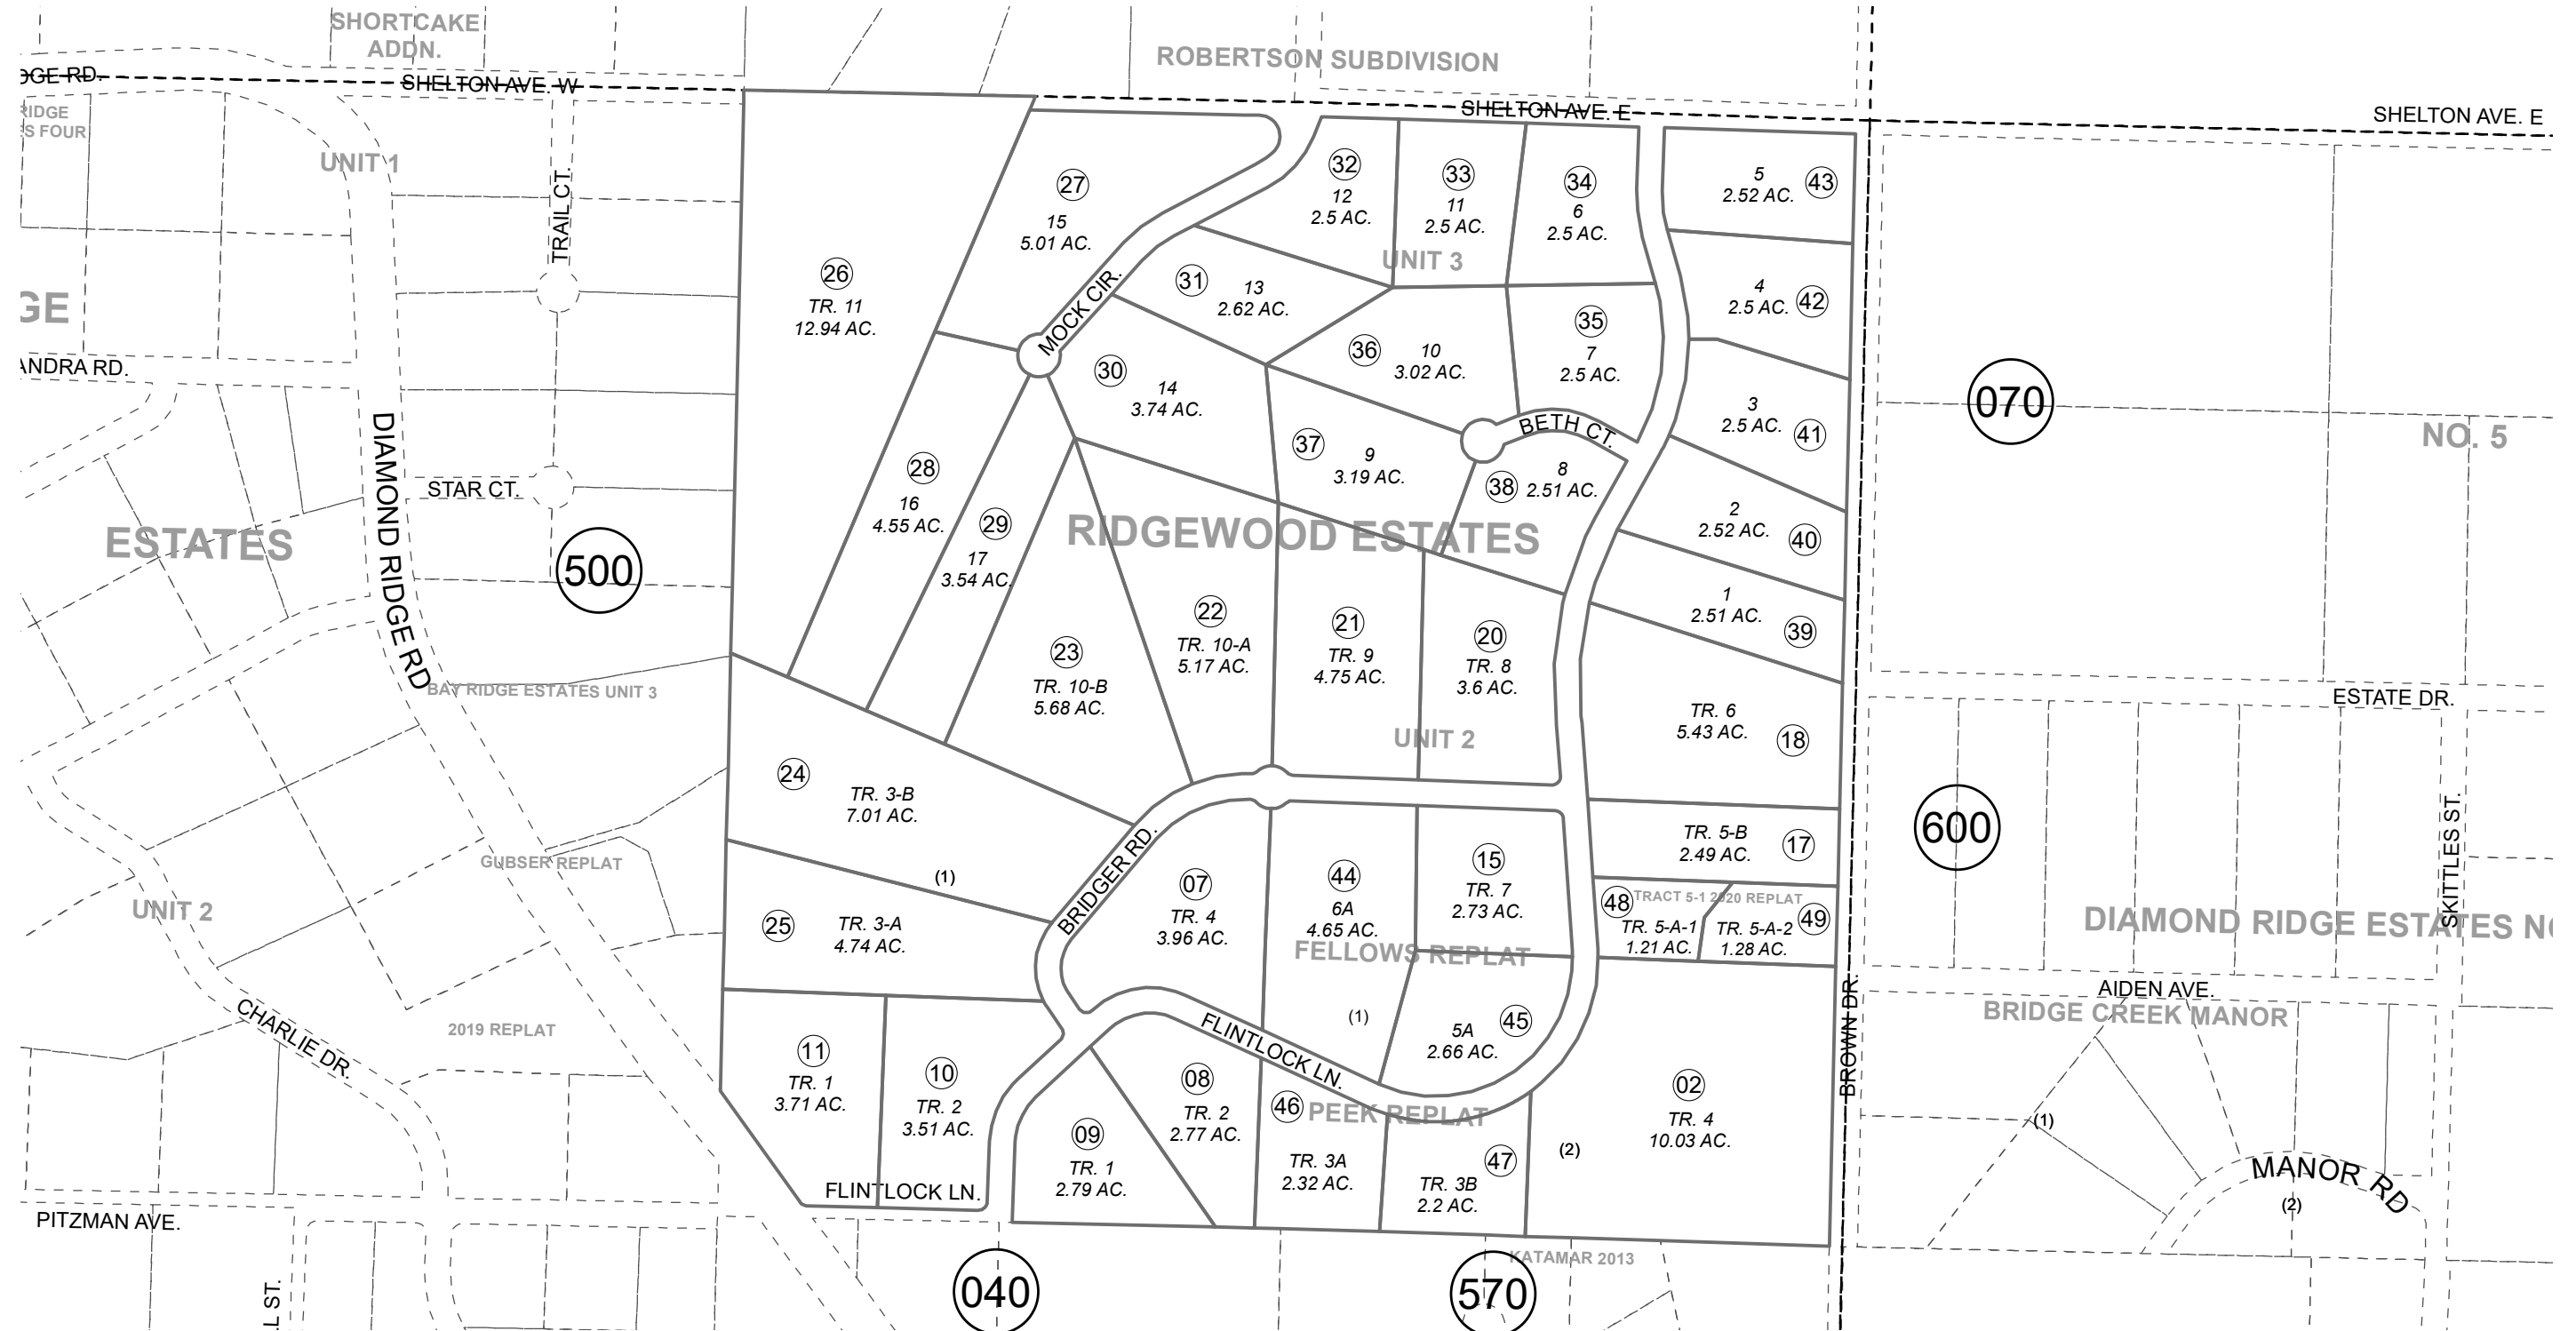 SHORTCAKE
ADDN.
ROBERTSON SUBDIVISION
SHELTON AVE. W
SHELTON AVE. E
SHELTON AVE. E
UNIT 1
TRAIL CT.
STAR CT.
DIAMOND RIDGE RD
ESTATES
500
BAY RIDGE ESTATES UNIT 3
GUBSER REPLAT
UNIT 2
2019 REPLAT
CHARLIE DR.
PITZMAN AVE.
26
TR. 11
12.94 AC.
27
15
5.01 AC.
MOCK CIR.
32
12
2.5 AC.
33
11
2.5 AC.
34
6
2.5 AC.
UNIT 3
5
2.52 AC.
43
4
2.5 AC.
42
3
2.5 AC.
41
2
2.52 AC.
40
1
2.51 AC.
39
31
13
2.62 AC.
30
14
3.74 AC.
36
10
3.02 AC.
35
7
2.5 AC.
BETH CT.
37
9
3.19 AC.
38
8
2.51 AC.
28
16
4.55 AC.
29
17
3.54 AC.
RIDGEWOOD ESTATES
23
TR. 10-B
5.68 AC.
22
TR. 10-A
5.17 AC.
21
TR. 9
4.75 AC.
20
TR. 8
3.6 AC.
UNIT 2
TR. 6
5.43 AC.
18
24
TR. 3-B
7.01 AC.
(1)
25
TR. 3-A
4.74 AC.
BRIDGER RD.
07
TR. 4
3.96 AC.
44
6A
4.65 AC.
15
TR. 7
2.73 AC.
FELLOWS REPLAT
(1)
5A
2.66 AC.
45
TR. 5-B
2.49 AC.
17
TRACT 5-1 2020 REPLAT
48
TR. 5-A-1
1.21 AC.
TR. 5-A-2
1.28 AC.
49
11
TR. 1
3.71 AC.
10
TR. 2
3.51 AC.
FLINTLOCK LN.
FLINTLOCK LN.
09
TR. 1
2.79 AC.
08
TR. 2
2.77 AC.
46
PEEK REPLAT
TR. 3A
2.32 AC.
47
TR. 3B
2.2 AC.
(2)
02
TR. 4
10.03 AC.
BROWN DR.
040
570
KATAMAR 2013
070
NO. 5
ESTATE DR.
600
SKITTLES ST.
DIAMOND RIDGE ESTATES
AIDEN AVE.
BRIDGE CREEK MANOR
(1)
MANOR RD
(2)